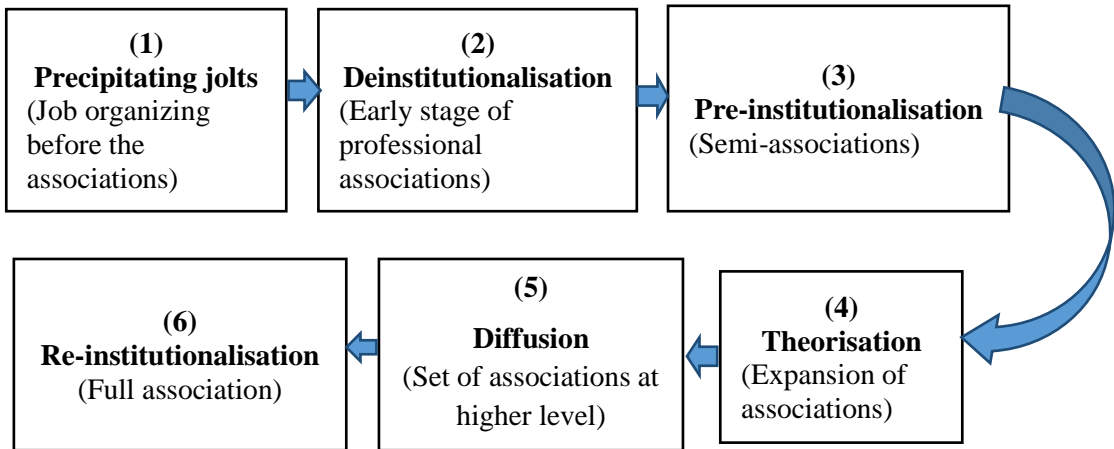 (1)
Precipitating jolts
(Job organizing
before the
associations)
(2)
Deinstitutionalisation
(Early stage of
professional
associations)
(3)
Pre-institutionalisation
(Semi-associations)
(4)
Theorisation
(Expansion of
associations)
(5)
Diffusion
(Set of associations at
higher level)
(6)
Re-institutionalisation
(Full association)